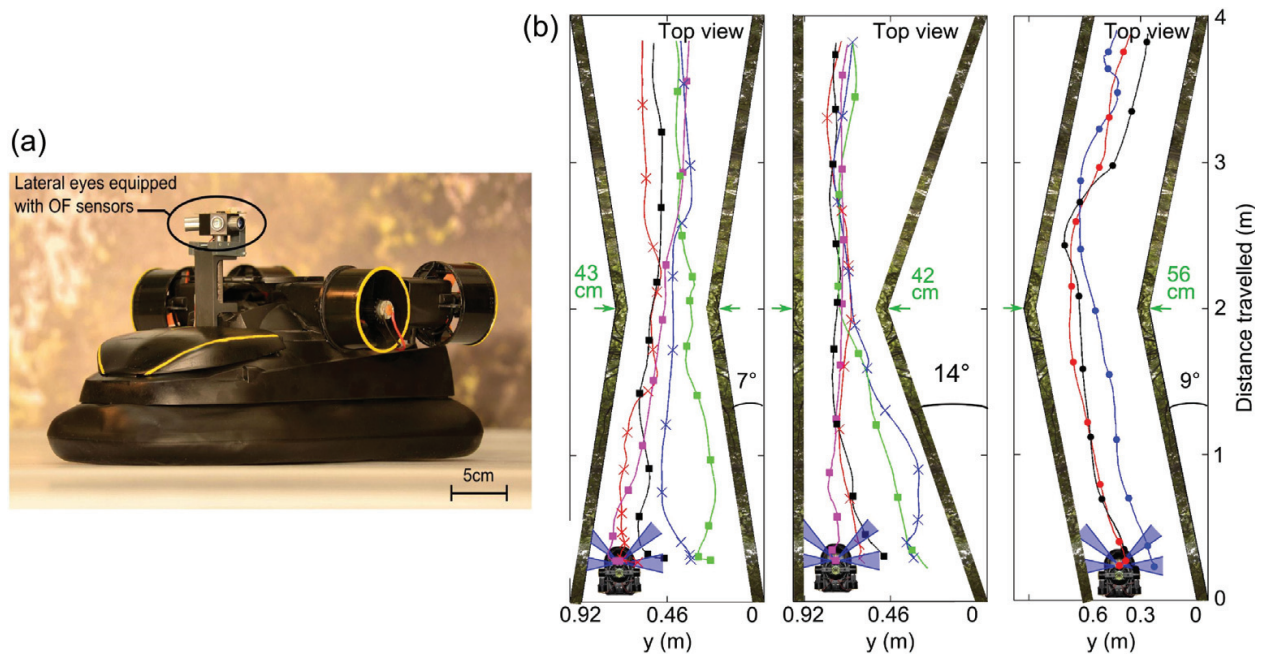 (a)
Lateral eyes equipped
with OF sensors
5cm
(b)
Top view
43
cm
7°
0.92
0.46
0
y (m)
Top view
42
cm
14°
0.92
0.46
0
y (m)
Top view
56
cm
9°
0.6
0.3
0
y (m)
4
3
2
1
0
Distance travelled (m)